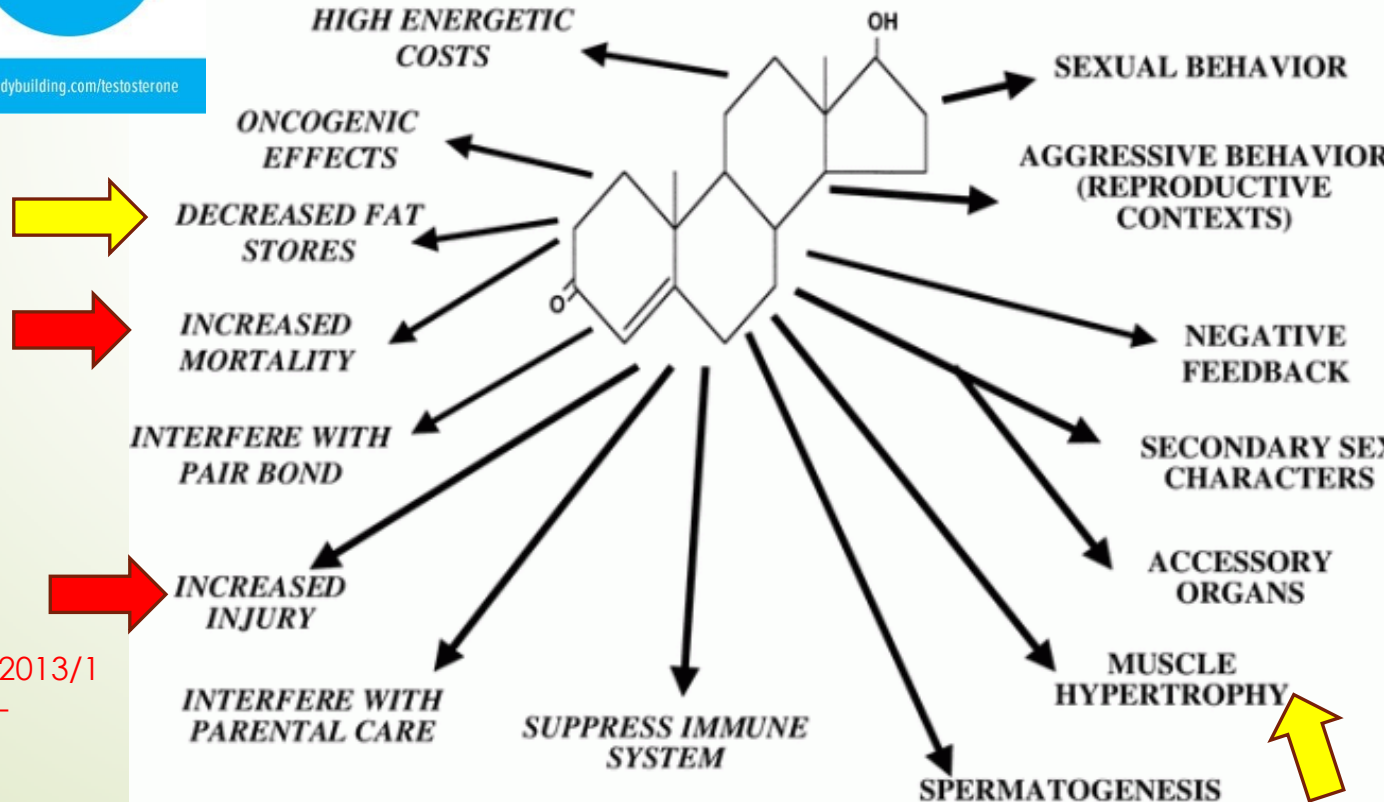 dybuilding.com/testosterone
HIGH ENERGETIC
COSTS
OH
SEXUAL BEHAVIOR
ONCOGENIC
EFFECTS
AGGRESSIVE BEHAVIOR
(REPRODUCTIVE
CONTEXTS)
DECREASED FAT
STORES
O
INCREASED
MORTALITY
NEGATIVE
FEEDBACK
INTERFERE WITH
PAIR BOND
SECONDARY SEX
CHARACTERS
INCREASED
INJURY
ACCESSORY
ORGANS
2013/1
INTERFERE WITH
PARENTAL CARE
SUPPRESS IMMUNE
SYSTEM
MUSCLE
HYPERTROPHY
SPERMATOGENESIS